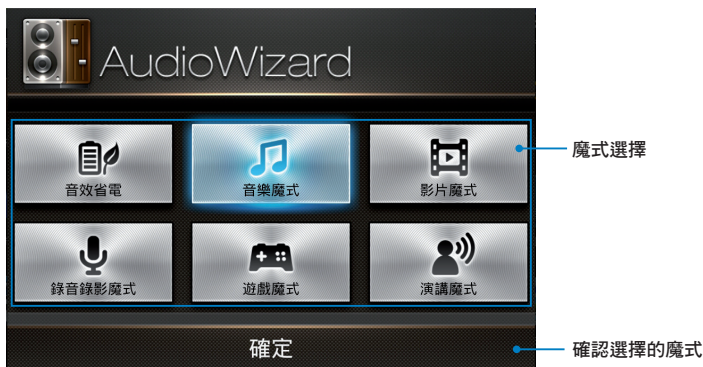 AudioWizard
音效省電
音樂魔式
影片魔式
魔式選擇
錄音錄影魔式
遊戲魔式
演講魔式
確定
確認選擇的魔式